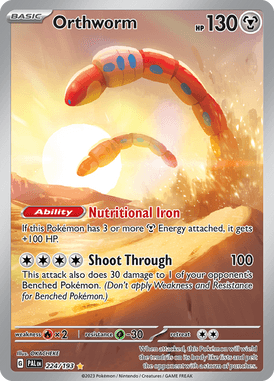 BASIC
Orthworm HP 130
Ability Nutritional Iron
If this Pokémon has 3 or more Energy attached, it gets
+100 HP.
Shoot Through 100
This attack also does 30 damage to 1 of your opponent's
Benched Pokémon. (Don't apply Weakness and Resistance
for Benched Pokémon.)
weakness ×2 resistance -30 retreat
Illus. OKACHEKE
PAL EN 224/193
When attacked, this Pokémon will wield
the tendrils on its body like fists and pelt
the opponent with a storm of punches.
©2023 Pokémon / Nintendo / Creatures / GAME FREAK